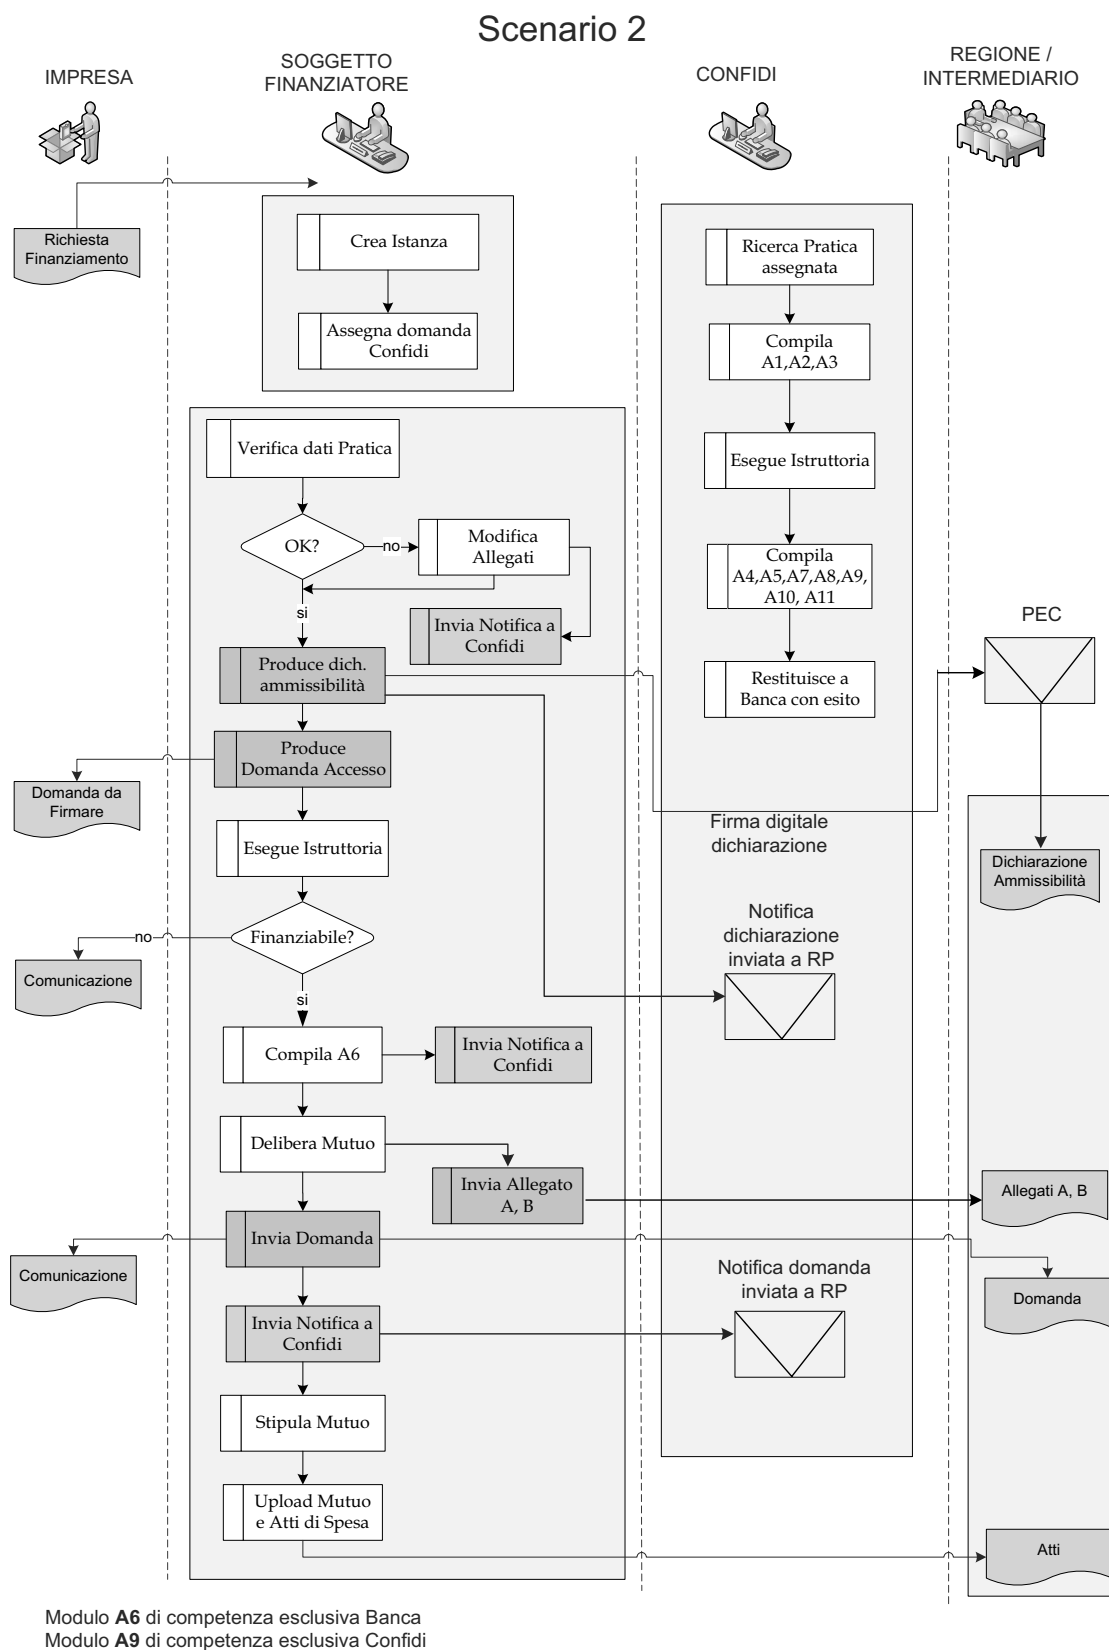 Scenario 2
IMPRESA
SOGGETTO
FINANZIATORE
CONFIDI
REGIONE /
INTERMEDIARIO
Richiesta
Finanziamento
Crea Istanza
Assegna domanda
Confidi
Ricerca Pratica
assegnata
Compila
A1,A2,A3
Esegue Istruttoria
Compila
A4,A5,A7,A8,A9,
A10, A11
Restituisce a
Banca con esito
Verifica dati Pratica
OK?
no
Modifica
Allegati
si
Invia Notifica a
Confidi
Produce dich.
ammissibilità
PEC
Produce
Domanda Accesso
Domanda da
Firmare
Firma digitale
dichiarazione
Dichiarazione
Ammissibilità
Esegue Istruttoria
Finanziabile?
no
Comunicazione
Notifica
dichiarazione
inviata a RP
si
Compila A6
Invia Notifica a
Confidi
Delibera Mutuo
Invia Allegato
A, B
Allegati A, B
Invia Domanda
Comunicazione
Domanda
Notifica domanda
inviata a RP
Invia Notifica a
Confidi
Stipula Mutuo
Upload Mutuo
e Atti di Spesa
Atti
Modulo A6 di competenza esclusiva Banca
Modulo A9 di competenza esclusiva Confidi